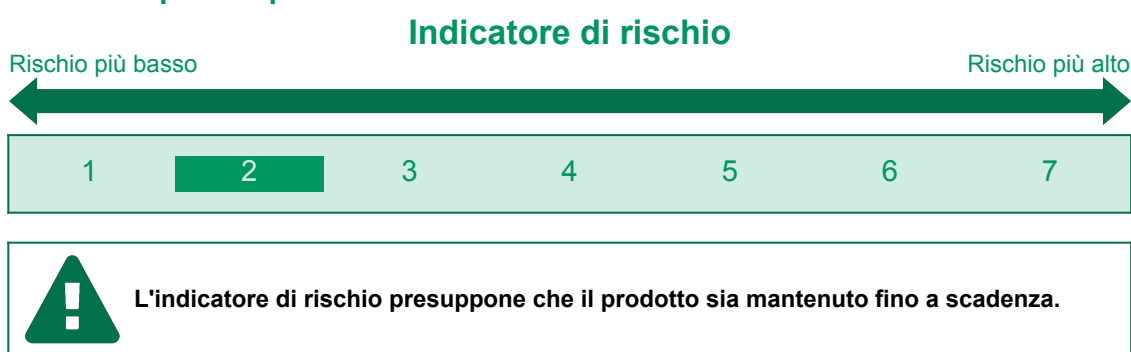 Indicatore di rischio
Rischio più basso Rischio più alto
1 2 3 4 5 6 7
L'indicatore di rischio presuppone che il prodotto sia mantenuto fino a scadenza.